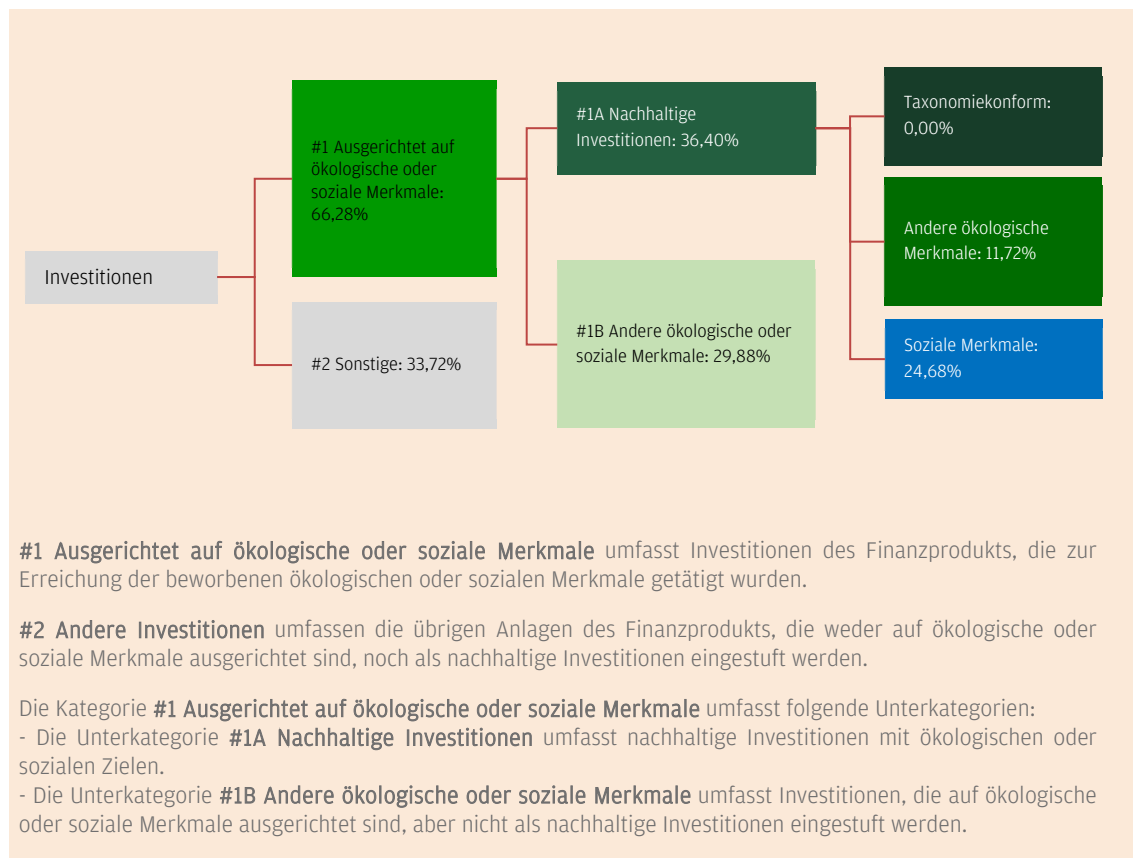 Investitionen
#1 Ausgerichtet auf
ökologische oder
soziale Merkmale:
66,28%
#2 Sonstige: 33,72%
#1A Nachhaltige
Investitionen: 36,40%
#1B Andere ökologische oder
soziale Merkmale: 29,88%
Taxonomiekonform:
0,00%
Andere ökologische
Merkmale: 11,72%
Soziale Merkmale:
24,68%
#1 Ausgerichtet auf ökologische oder soziale Merkmale umfasst Investitionen des Finanzprodukts, die zur
Erreichung der beworbenen ökologischen oder sozialen Merkmale getätigt wurden.
#2 Andere Investitionen umfassen die übrigen Anlagen des Finanzprodukts, die weder auf ökologische oder
soziale Merkmale ausgerichtet sind, noch als nachhaltige Investitionen eingestuft werden.
Die Kategorie #1 Ausgerichtet auf ökologische oder soziale Merkmale umfasst folgende Unterkategorien:
- Die Unterkategorie #1A Nachhaltige Investitionen umfasst nachhaltige Investitionen mit ökologischen oder
sozialen Zielen.
- Die Unterkategorie #1B Andere ökologische oder soziale Merkmale umfasst Investitionen, die auf ökologische
oder soziale Merkmale ausgerichtet sind, aber nicht als nachhaltige Investitionen eingestuft werden.